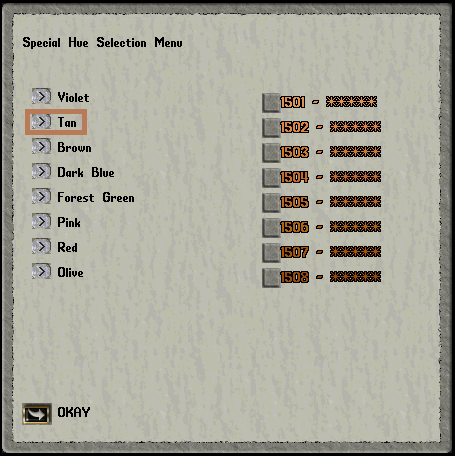 Special Hue Selection Menu
Violet
Tan
Brown
Dark Blue
Forest Green
Pink
Red
Olive
1501 - ******
1502 - ******
1503 - ******
1504 - ******
1505 - ******
1506 - ******
1507 - ******
1508 - ******
OKAY